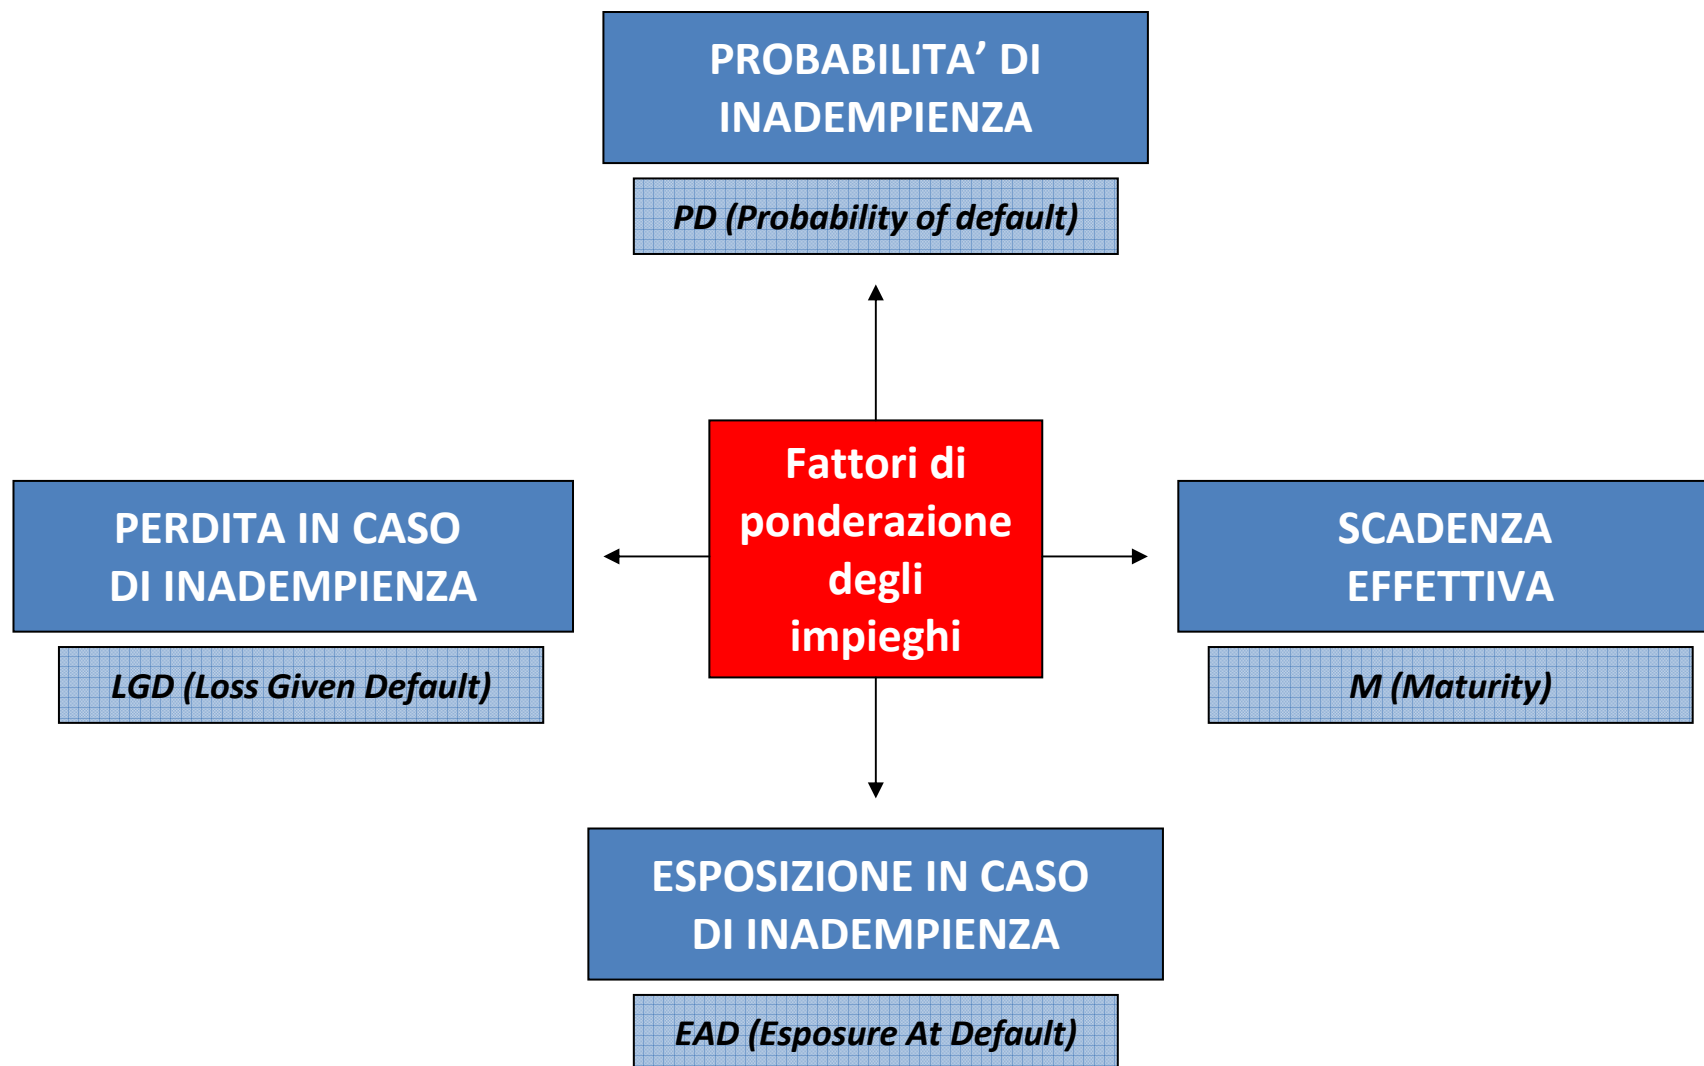 PROBABILITA’ DI
INADEMPIENZA
PD (Probability of default)
Fattori di
ponderazione
degli
impieghi
PERDITA IN CASO
DI INADEMPIENZA
LGD (Loss Given Default)
SCADENZA
EFFETTIVA
M (Maturity)
ESPOSIZIONE IN CASO
DI INADEMPIENZA
EAD (Esposure At Default)